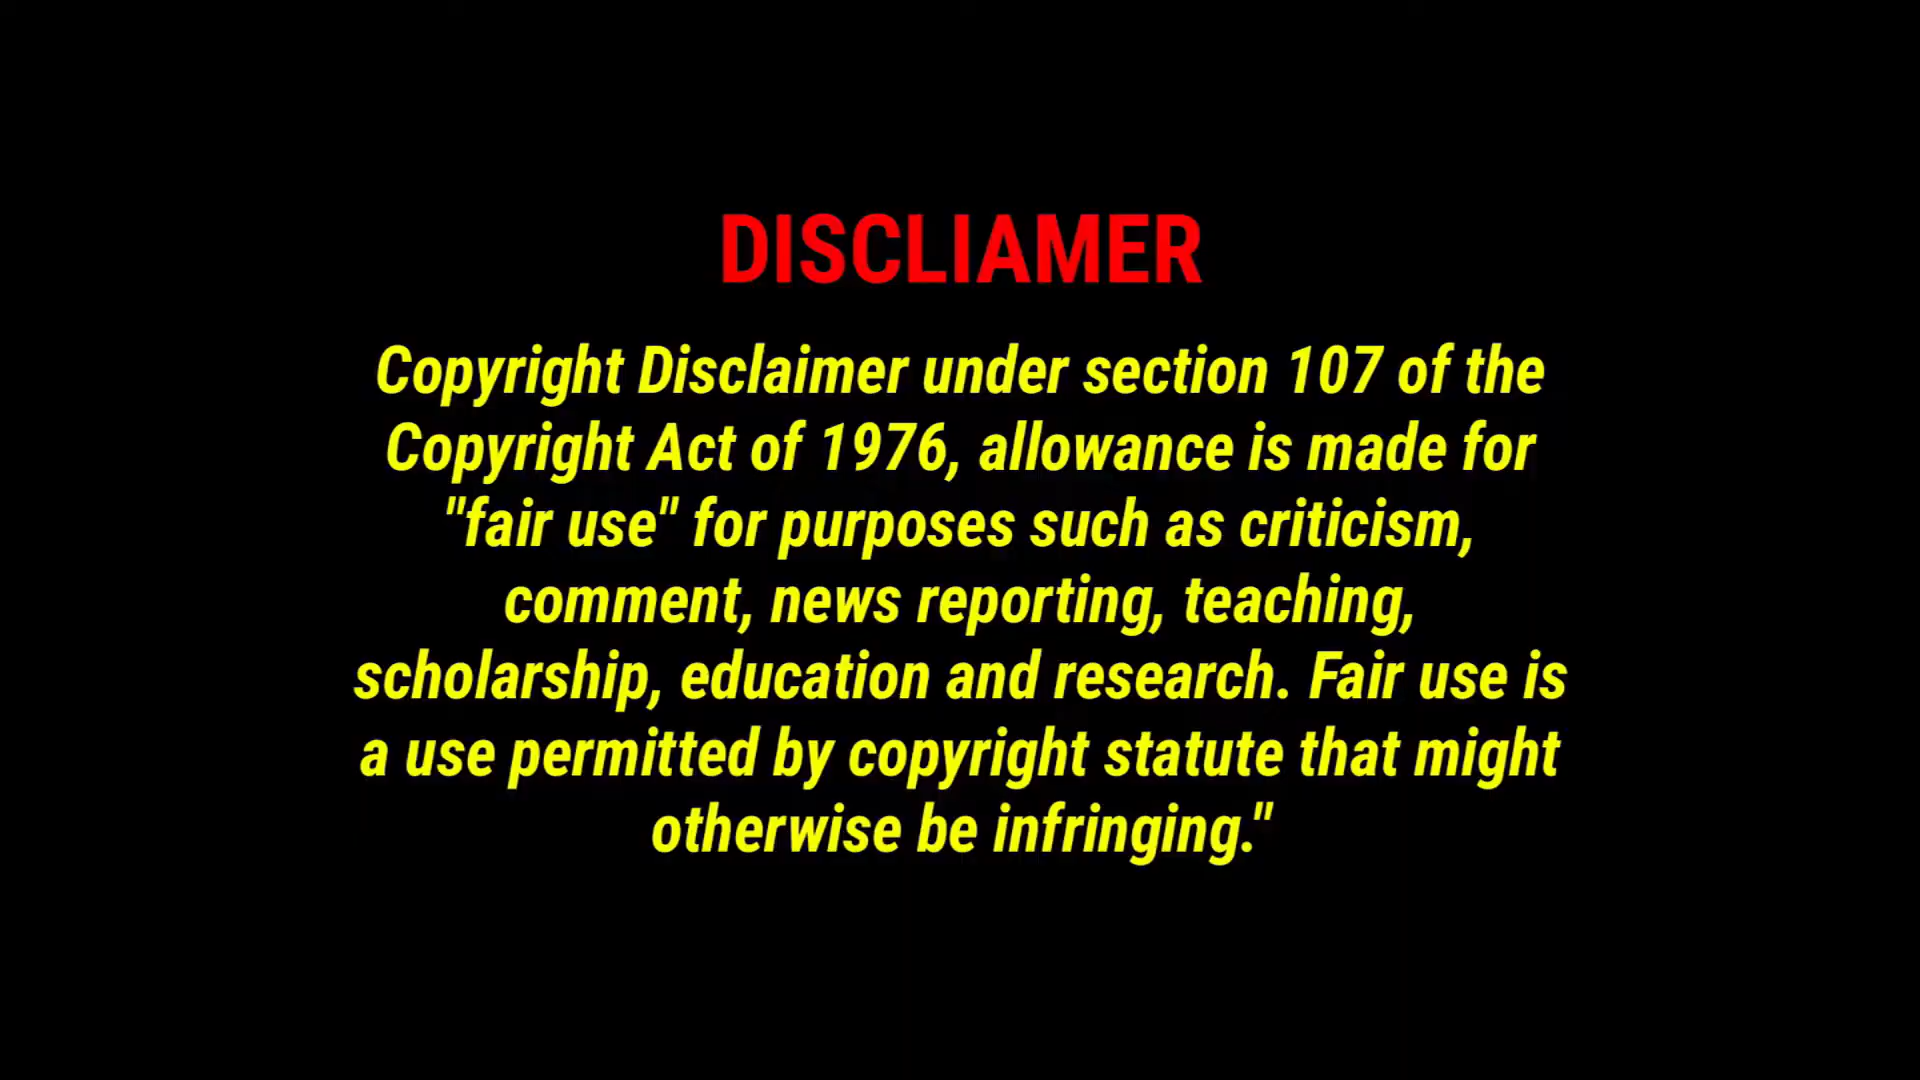 DISCLIAMER
Copyright Disclaimer under section 107 of the
Copyright Act of 1976, allowance is made for
"fair use" for purposes such as criticism,
comment, news reporting, teaching,
scholarship, education and research. Fair use is
a use permitted by copyright statute that might
otherwise be infringing."